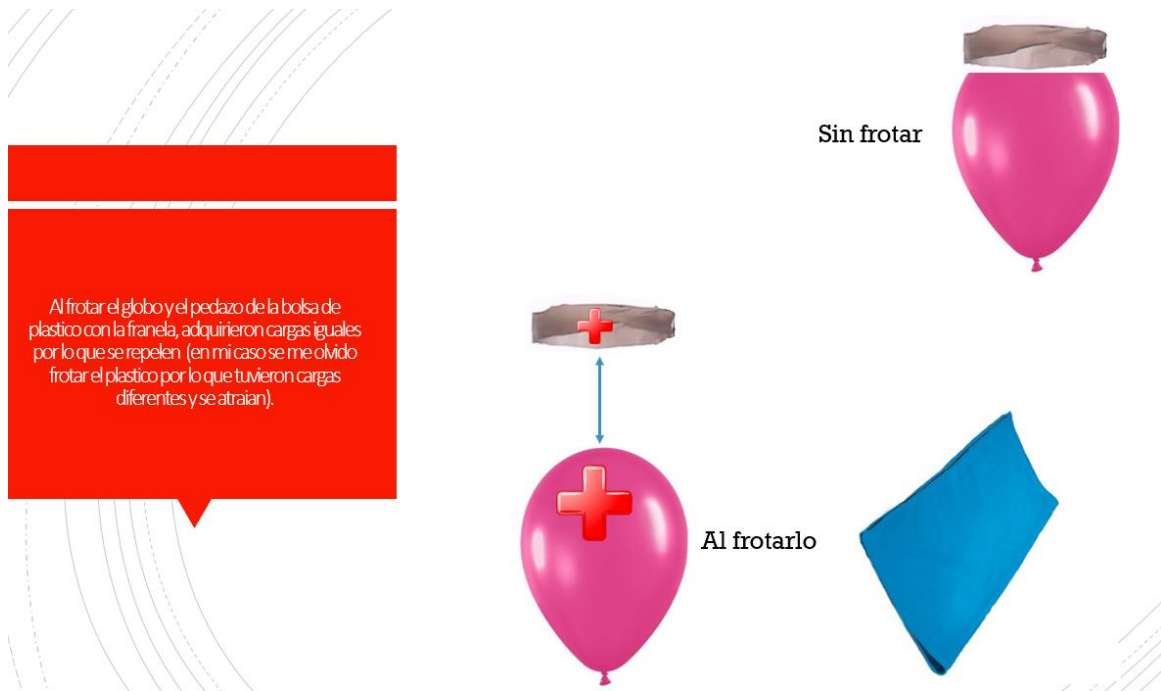 Sin frotar
Al frotar el globo y el pedazo de la bolsa de
plastico con la franela, adquirieron cargas iguales
por lo que se repelen (en mi caso se me olvido
frotar el plastico por lo que tuvieron cargas
diferentes y se atraian).
Al frotarlo